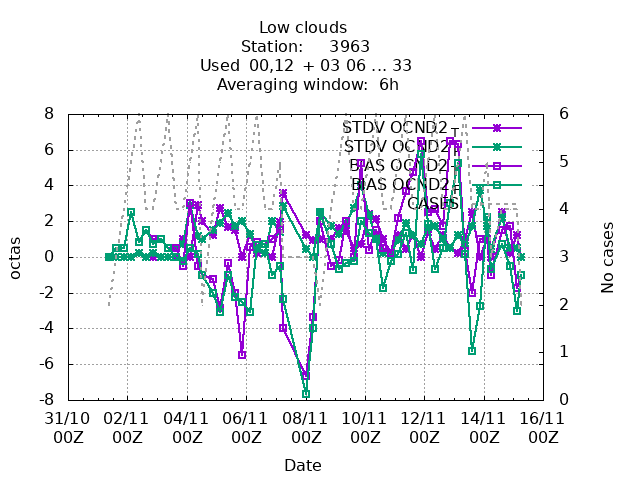 Low clouds
Station: 3963
Used 00,12 + 03 06 ... 33
Averaging window: 6h
STDV OCND2
STDV OCND2
BIAS OCND2
BIAS OCND2
CASES
octas
No cases
8
6
4
2
0
-2
-4
-6
-8
6
5
4
3
2
1
0
31/10 02/11 04/11 06/11 08/11 10/11 12/11 14/11 16/11
00Z 00Z 00Z 00Z 00Z 00Z 00Z 00Z 00Z
Date